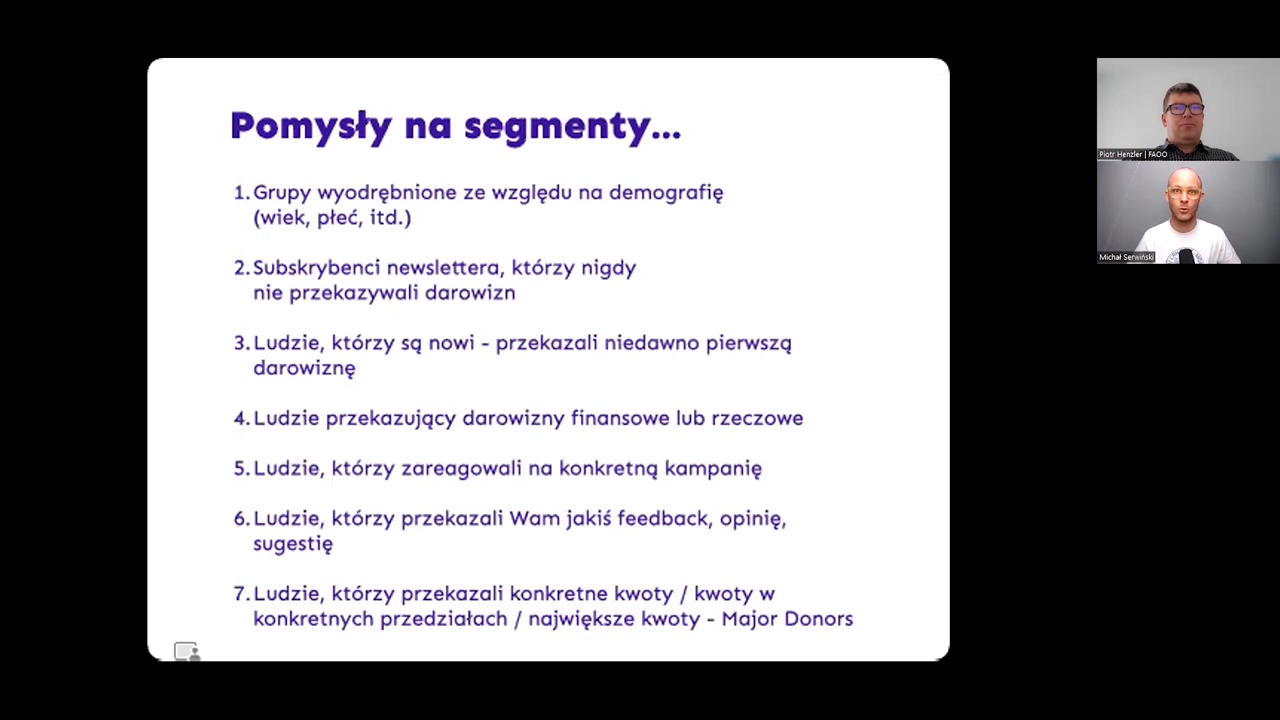 Pomysły na segmenty...
1. Grupy wyodrębnione ze względu na demografię
(wiek, płeć, itd.)
2. Subskrybenci newslettera, którzy nigdy
nie przekazywali darowizn
3. Ludzie, którzy są nowi - przekazali niedawno pierwszą
darowiznę
4. Ludzie przekazujący darowizny finansowe lub rzeczowe
5. Ludzie, którzy zareagowali na konkretną kampanię
6. Ludzie, którzy przekazali Wam jakiś feedback, opinię,
sugestię
7. Ludzie, którzy przekazali konkretne kwoty / kwoty w
konkretnych przedziałach / największe kwoty - Major Donors
Piotr Henzler | FAOO
Michał Serwiński